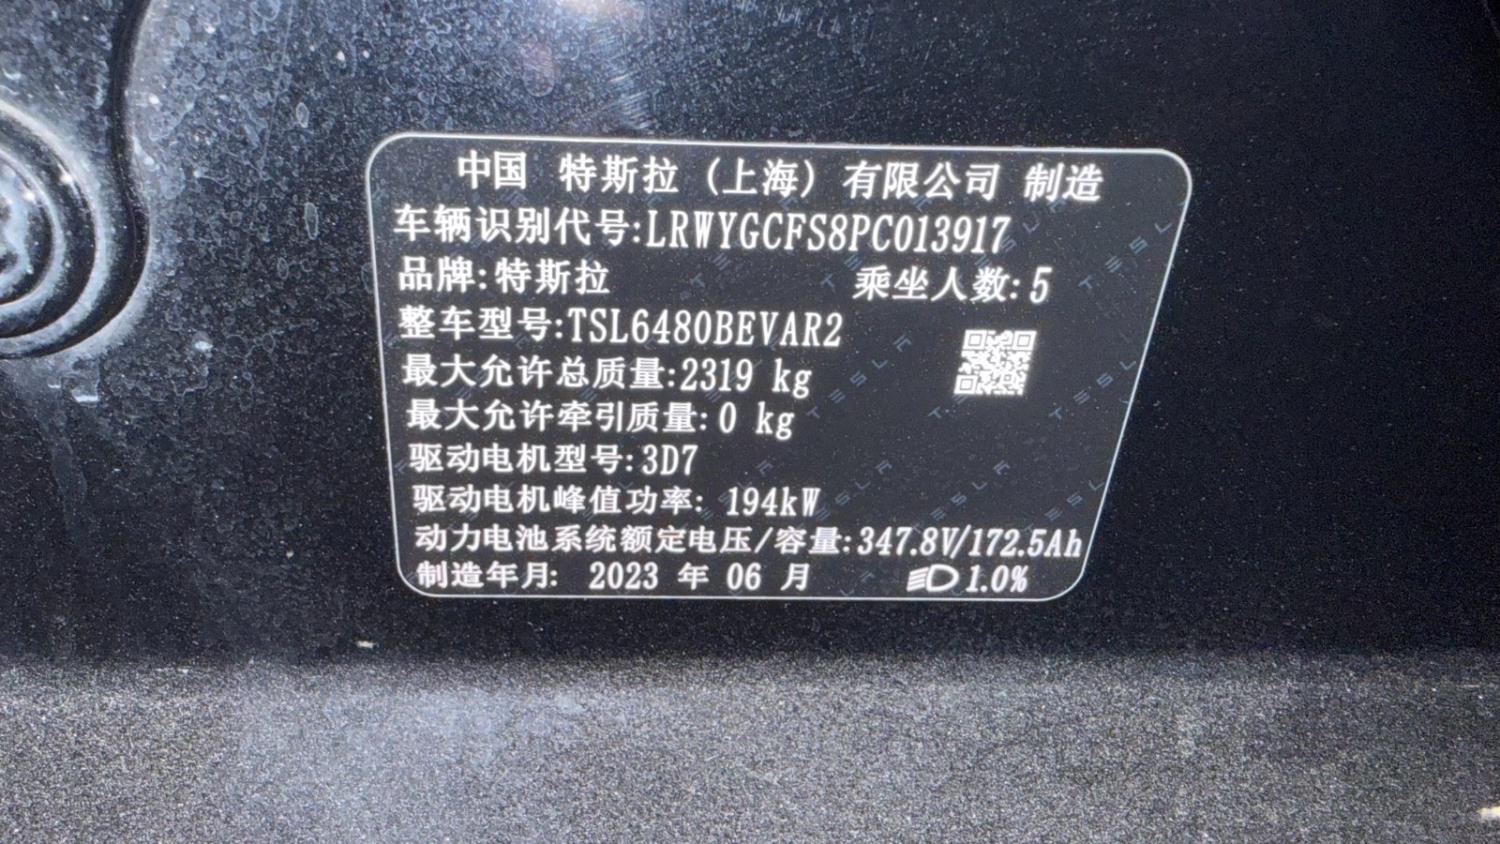 中国 特斯拉（上海）有限公司 制造
车辆识别代号:LRWYGCFS8PC013917
品牌:特斯拉 乘坐人数:5
整车型号:TSL6480BEVAR2
最大允许总质量:2319 kg
最大允许牵引质量:0 kg
驱动电机型号:3D7
驱动电机峰值功率: 194kW
动力电池系统额定电压/容量:347.8V/172.5Ah
制造年月: 2023 年 06 月 1.0%